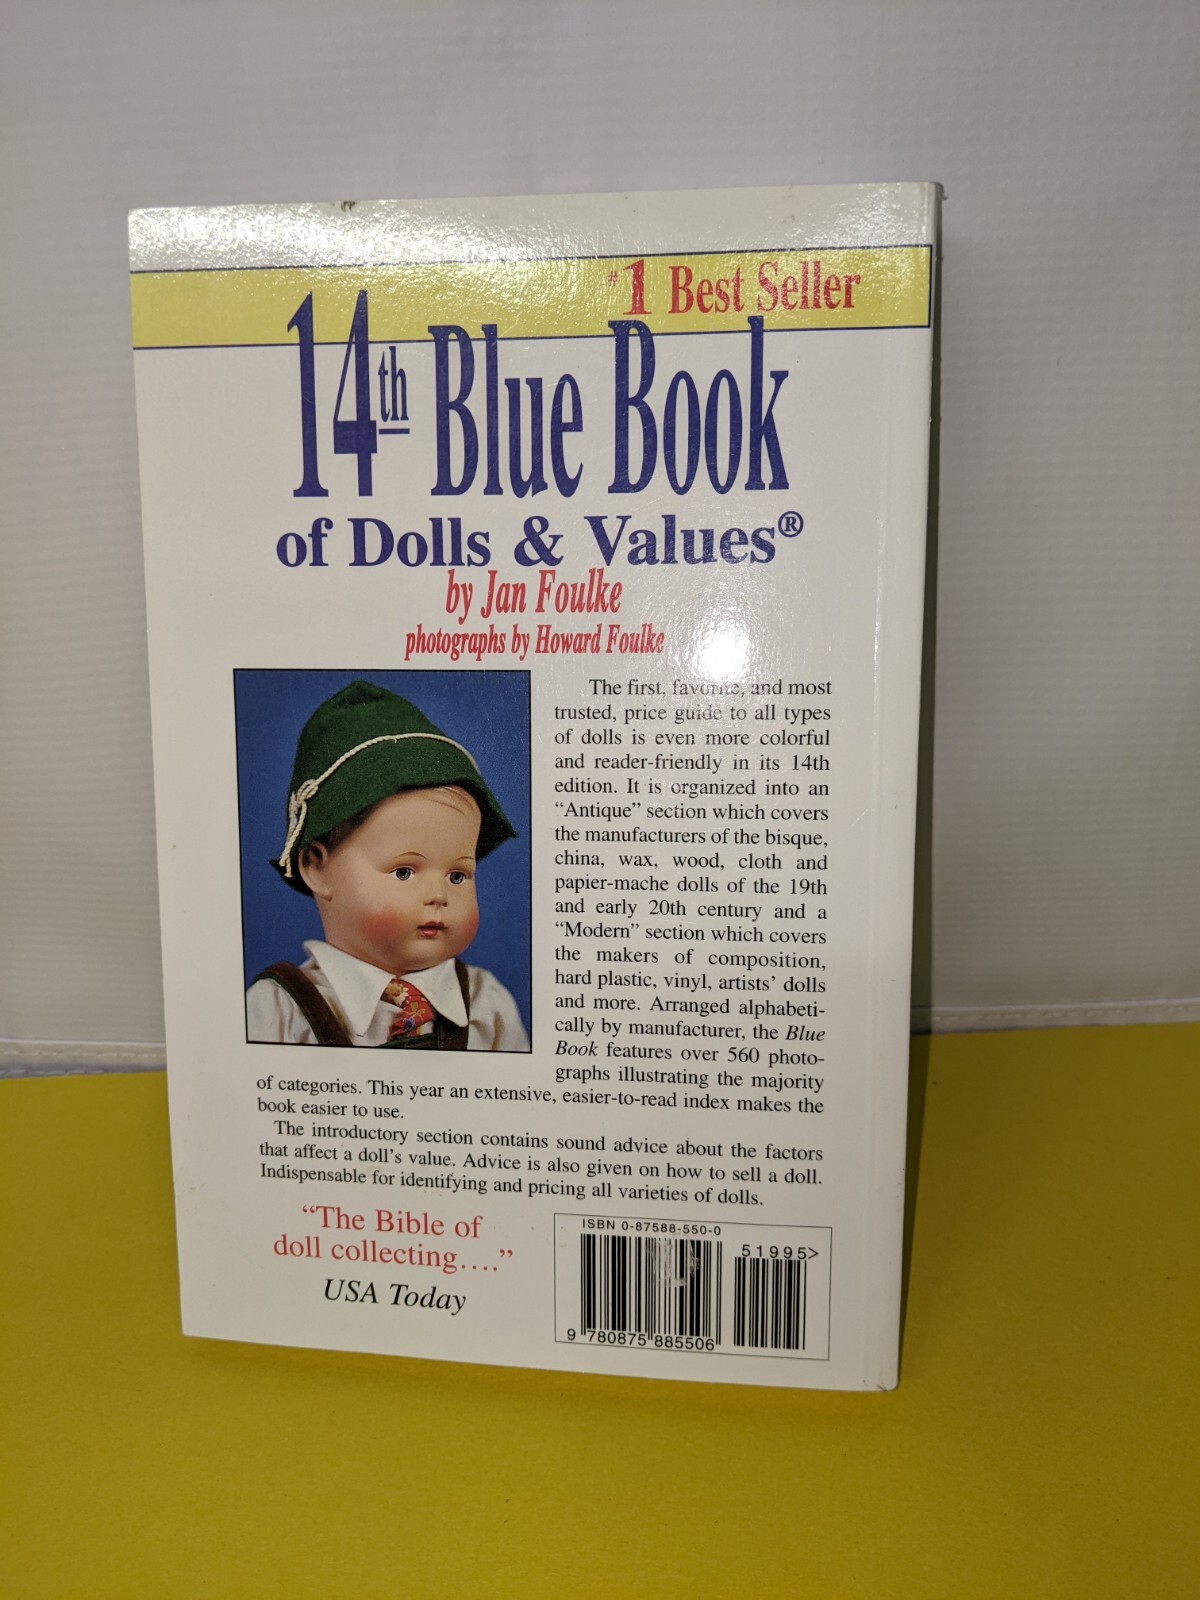 #1 Best Seller
14th Blue Book
of Dolls & Values®
by Jan Foulke
photographs by Howard Foulke
The first, favorite, and most
trusted, price guide to all types
of dolls is even more colorful
and reader-friendly in its 14th
edition. It is organized into an
“Antique” section which covers
the manufacturers of the bisque,
china, wax, wood, cloth and
papier-mache dolls of the 19th
and early 20th century and a
“Modern” section which covers
the makers of composition,
hard plastic, vinyl, artists’ dolls
and more. Arranged alphabeti-
cally by manufacturer, the Blue
Book features over 560 photo-
graphs illustrating the majority
of categories. This year an extensive, easier-to-read index makes the
book easier to use.
The introductory section contains sound advice about the factors
that affect a doll’s value. Advice is also given on how to sell a doll.
Indispensable for identifying and pricing all varieties of dolls.
“The Bible of
doll collecting....”
USA Today
ISBN 0-87588-550-0
51995>
9 780875 885506